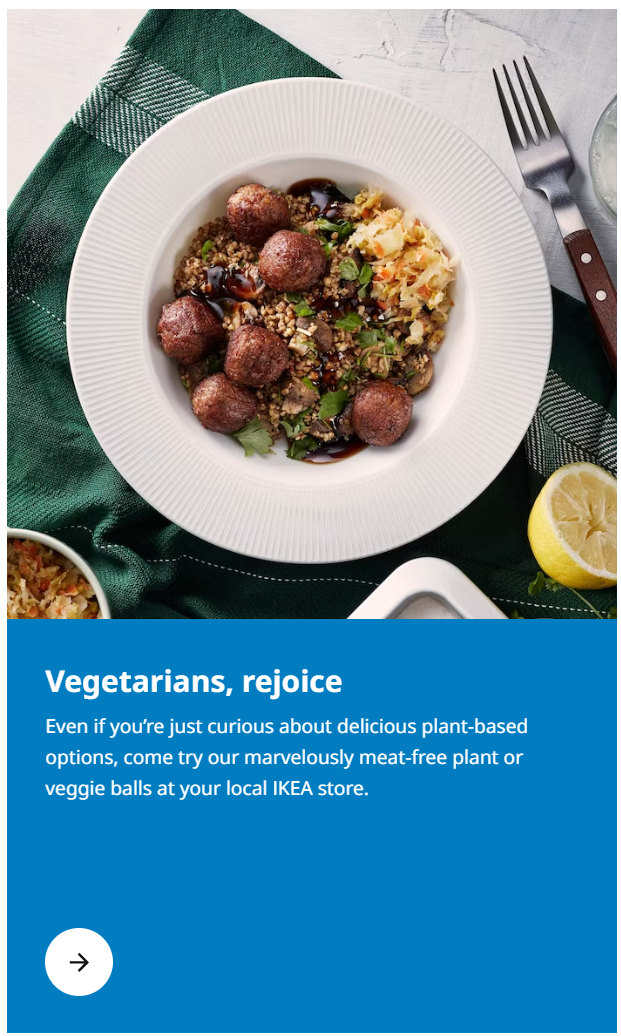 Vegetarians, rejoice
Even if you’re just curious about delicious plant-based
options, come try our marvelously meat-free plant or
veggie balls at your local IKEA store.